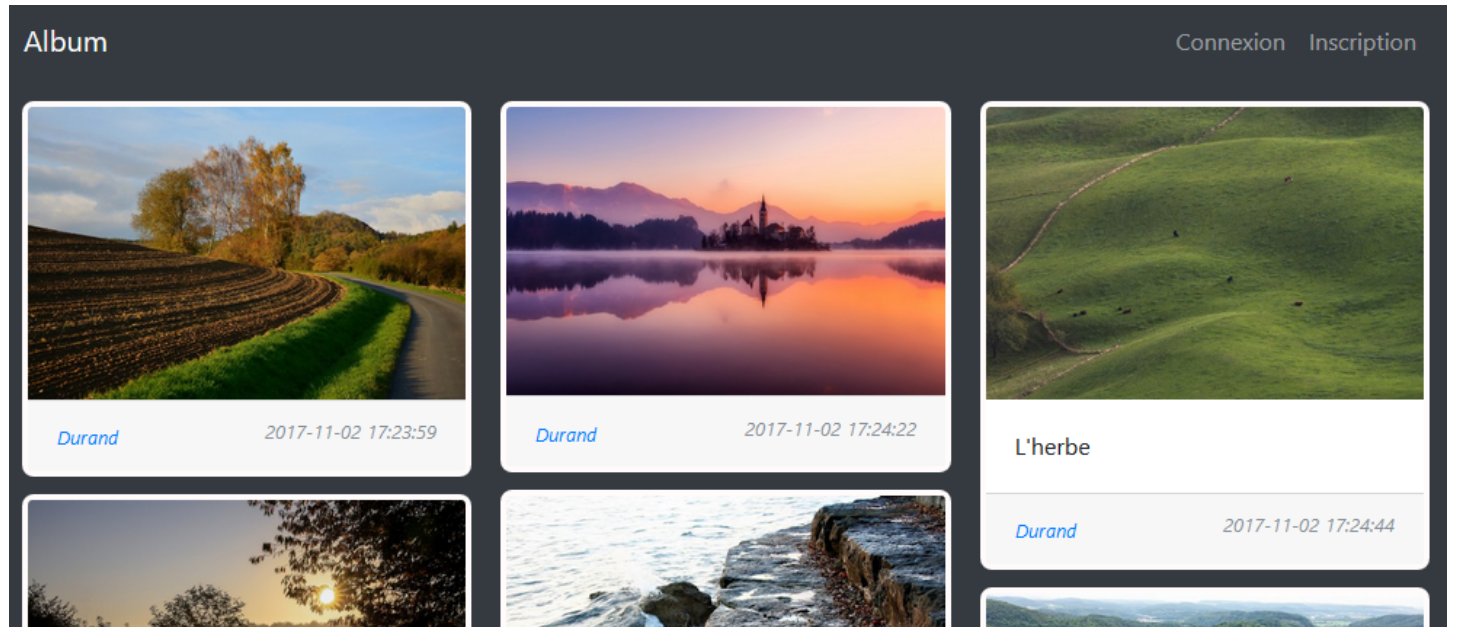 Album
Connexion Inscription
Durand 2017-11-02 17:23:59
Durand 2017-11-02 17:24:22
L'herbe
Durand 2017-11-02 17:24:44